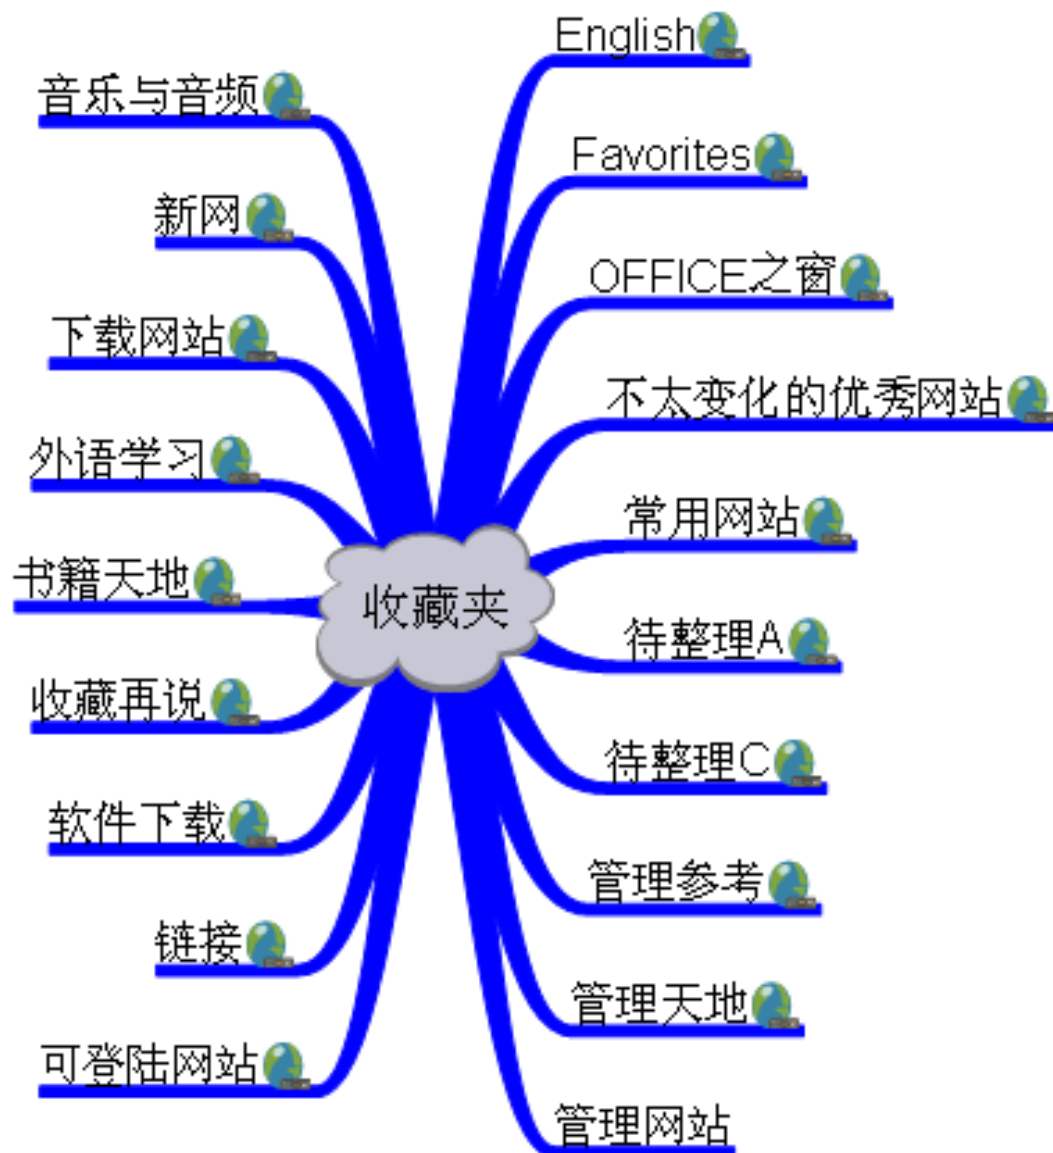 English
Favorites
OFFICE之窗
不太变化的优秀网站
常用网站
待整理A
待整理C
管理参考
管理天地
管理网站
收藏夹
音乐与音频
新网
下载网站
外语学习
书籍天地
收藏再说
软件下载
链接
可登陆网站